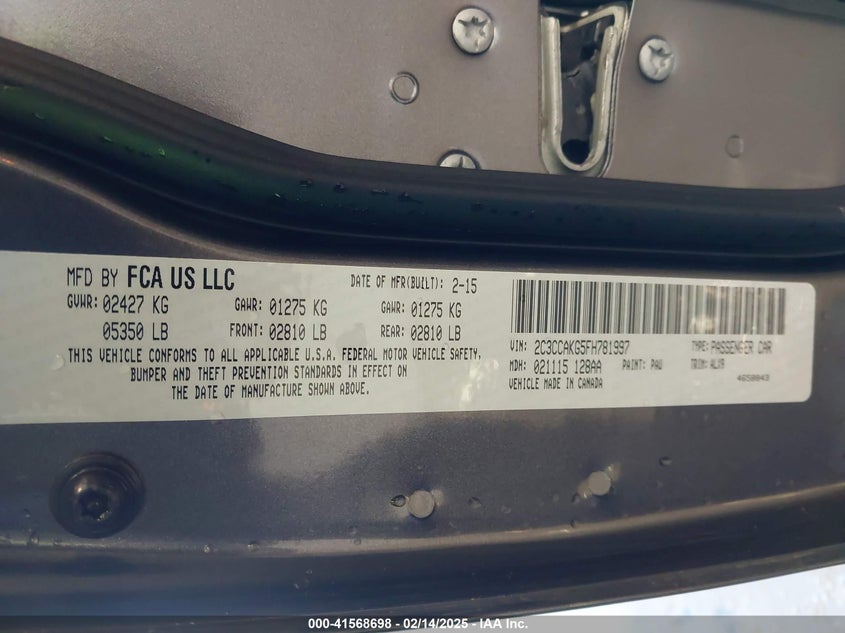 MFD BY FCA US LLC DATE OF MFR(BUILT): 2-15
GVWR: 02427 KG GAWR: 01275 KG GAWR: 01275 KG
05350 LB FRONT: 02810 LB REAR: 02810 LB
THIS VEHICLE CONFORMS TO ALL APPLICABLE U.S.A. FEDERAL MOTOR VEHICLE SAFETY,
BUMPER AND THEFT PREVENTION STANDARDS IN EFFECT ON
THE DATE OF MANUFACTURE SHOWN ABOVE.
VIN: 2C3CCAKG5FH781997 TYPE: PASSENGER CAR
MDH: 021115 128AA PAINT: PAU TRIM:
VEHICLE MADE IN CANADA
000-41568698 - 02/14/2025 - IAA Inc.